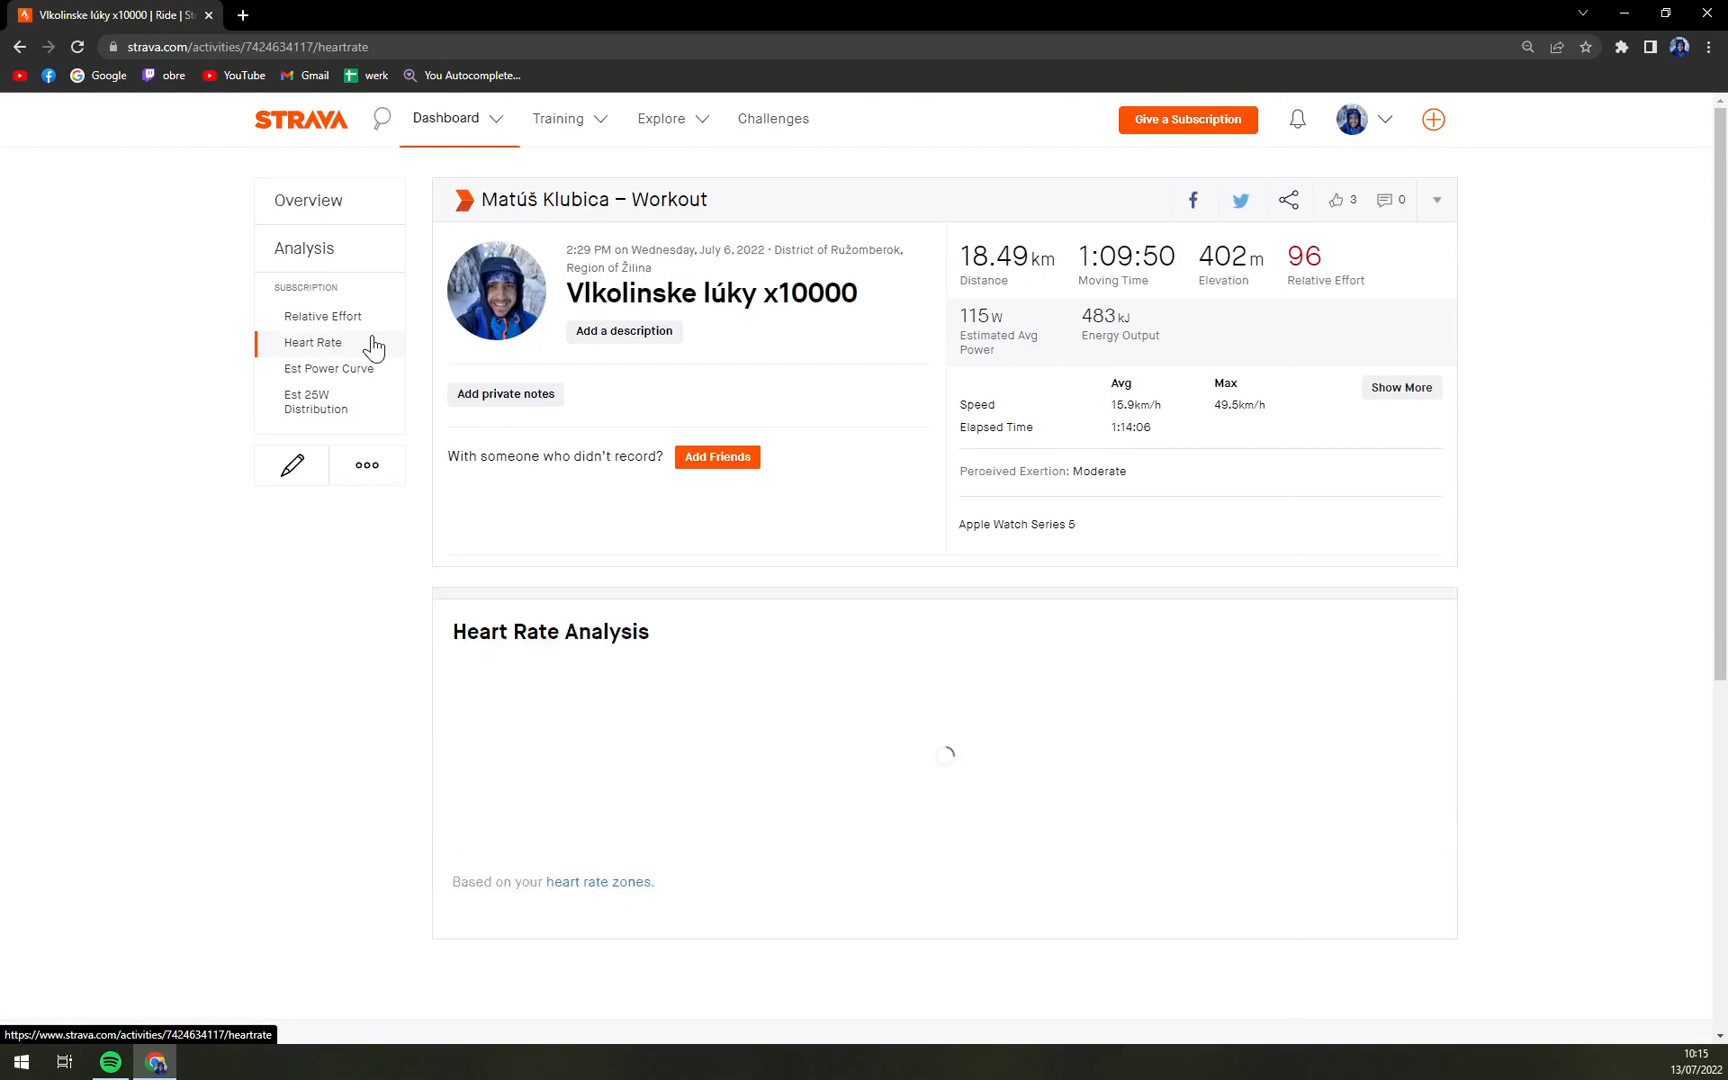 Vlkolinske lúky x10000 | Ride | St
strava.com/activities/7424634117/heartrate
Google
obre
YouTube
Gmail
werk
You Autocomplete...
STRAVA
Dashboard
Training
Explore
Challenges
Give a Subscription
Overview
Analysis
SUBSCRIPTION
Relative Effort
Heart Rate
Est Power Curve
Est 25W
Distribution
Matúš Klubica – Workout
3
0
2:29 PM on Wednesday, July 6, 2022 · District of Ružomberok,
Region of Žilina
Vlkolinske lúky x10000
Add a description
Add private notes
With someone who didn't record?
Add Friends
18.49 km
Distance
1:09:50
Moving Time
402 m
Elevation
96
Relative Effort
115 W
Estimated Avg
Power
483 kJ
Energy Output
Avg
Max
Show More
Speed
15.9km/h
49.5km/h
Elapsed Time
1:14:06
Perceived Exertion: Moderate
Apple Watch Series 5
Heart Rate Analysis
Based on your heart rate zones.
https://www.strava.com/activities/7424634117/heartrate
10:15
13/07/2022